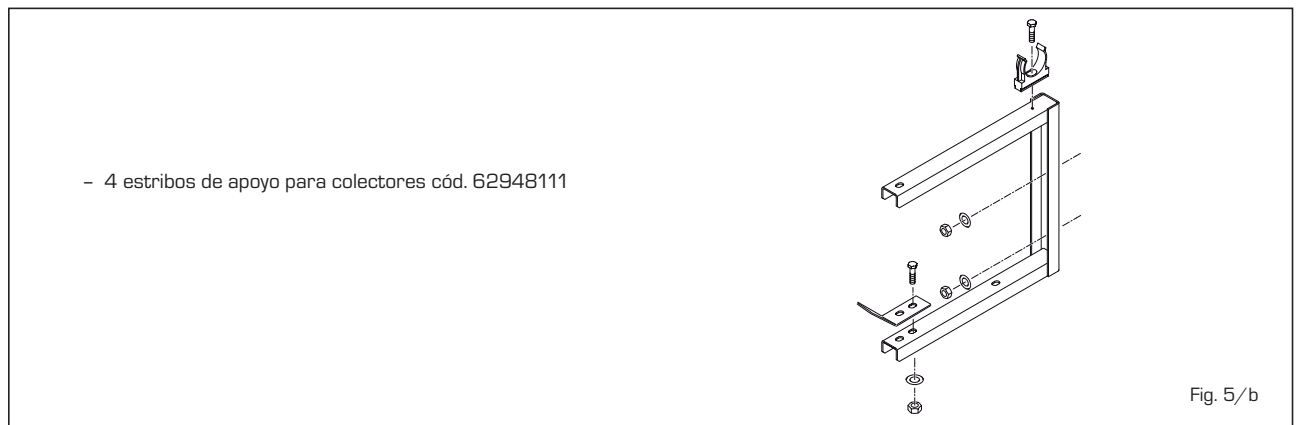 – 4 estribos de apoyo para colectores cód. 62948111
Fig. 5/b